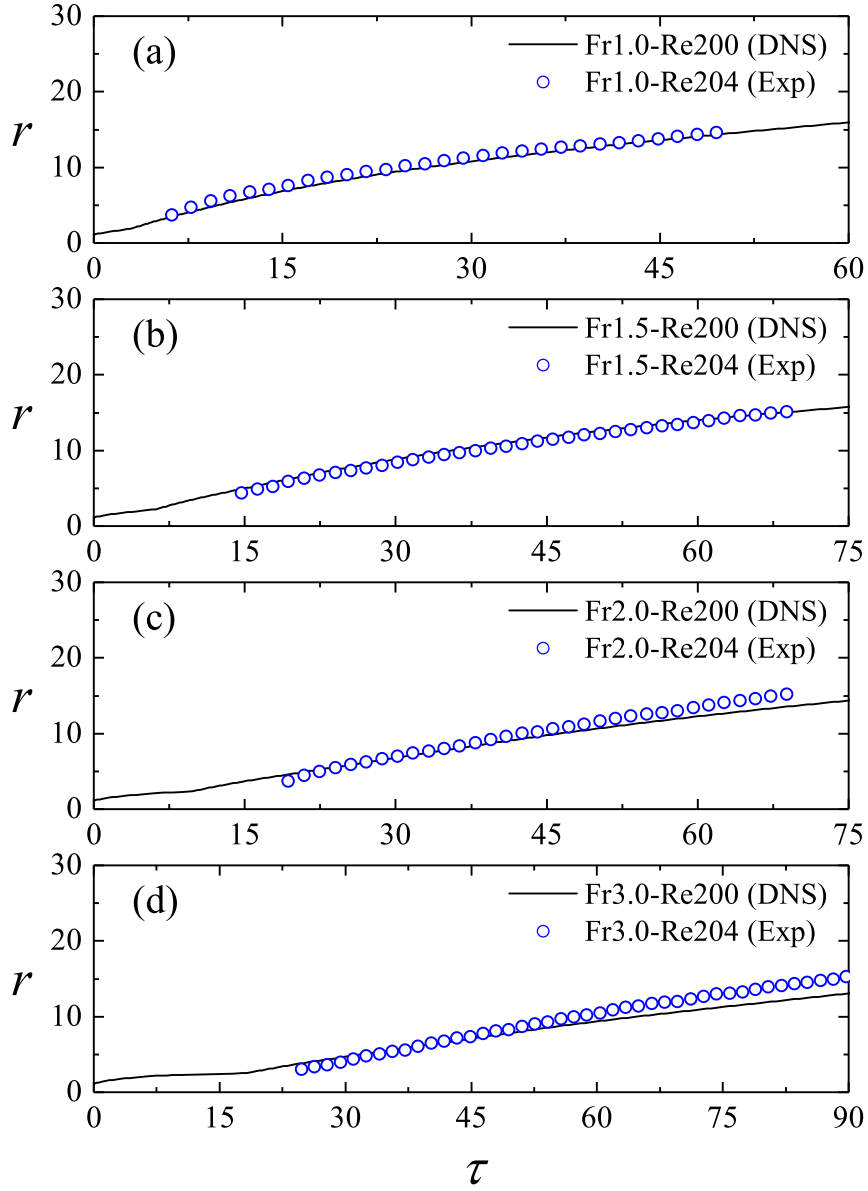 30
(a)
Fr1.0-Re200 (DNS)
Fr1.0-Re204 (Exp)
20
r
10
0
0 15 30 45 60
30
(b)
Fr1.5-Re200 (DNS)
Fr1.5-Re204 (Exp)
20
r
10
0
0 15 30 45 60 75
30
(c)
Fr2.0-Re200 (DNS)
Fr2.0-Re204 (Exp)
20
r
10
0
0 15 30 45 60 75
30
(d)
Fr3.0-Re200 (DNS)
Fr3.0-Re204 (Exp)
20
r
10
0
0 15 30 45 60 75 90
τ